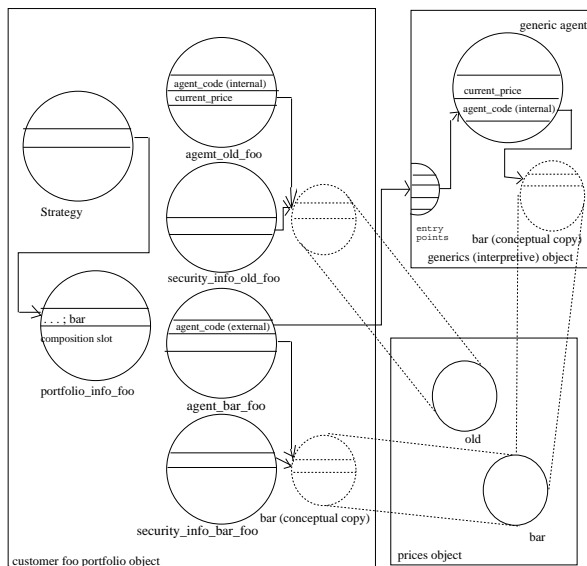 generic agent
agent_code (internal)
current_price
agemt_old_foo
current_price
agent_code (internal)
Strategy
entry
points
bar (conceptual copy)
generics (interpretive) object
security_info_old_foo
. . . ; bar
composition slot
portfolio_info_foo
agent_code (external)
agent_bar_foo
old
security_info_bar_foo
bar (conceptual copy)
bar
customer foo portfolio object
prices object